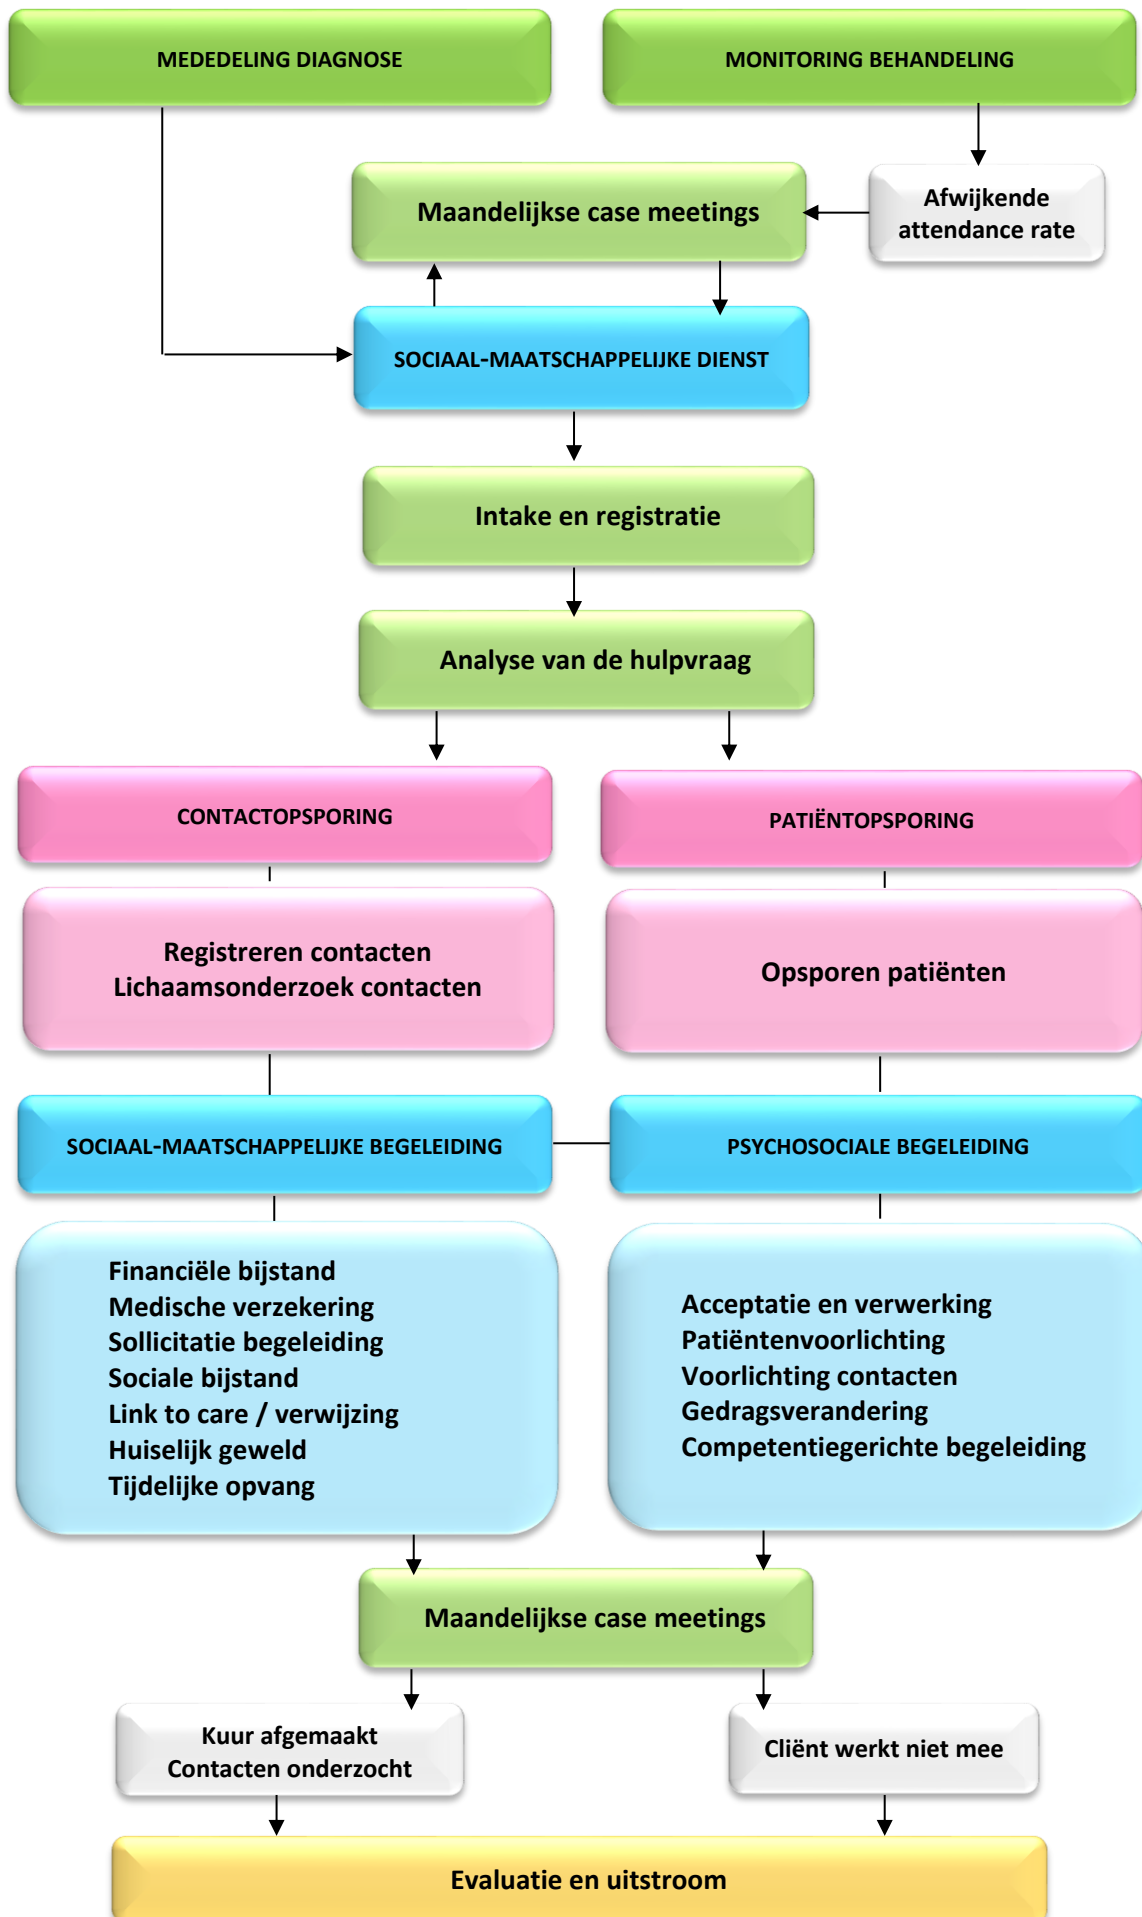 MEDEDELING DIAGNOSE
MONITORING BEHANDELING
Maandelijkse case meetings
Afwijkende
attendance rate
SOCIAAL-MAATSCHAPPELIJKE DIENST
Intake en registratie
Analyse van de hulpvraag
CONTACTOPSPORING
PATIËNTOPSPORING
Registreren contacten
Lichaamsonderzoek contacten
Opsporen patiënten
SOCIAAL-MAATSCHAPPELIJKE BEGELEIDING
PSYCHOSOCIALE BEGELEIDING
Financiële bijstand
Medische verzekering
Sollicitatie begeleiding
Sociale bijstand
Link to care / verwijzing
Huiselijk geweld
Tijdelijke opvang
Acceptatie en verwerking
Patiëntenvoorlichting
Voorlichting contacten
Gedragsverandering
Competentiegerichte begeleiding
Maandelijkse case meetings
Kuur afgemaakt
Contacten onderzocht
Cliënt werkt niet mee
Evaluatie en uitstroom